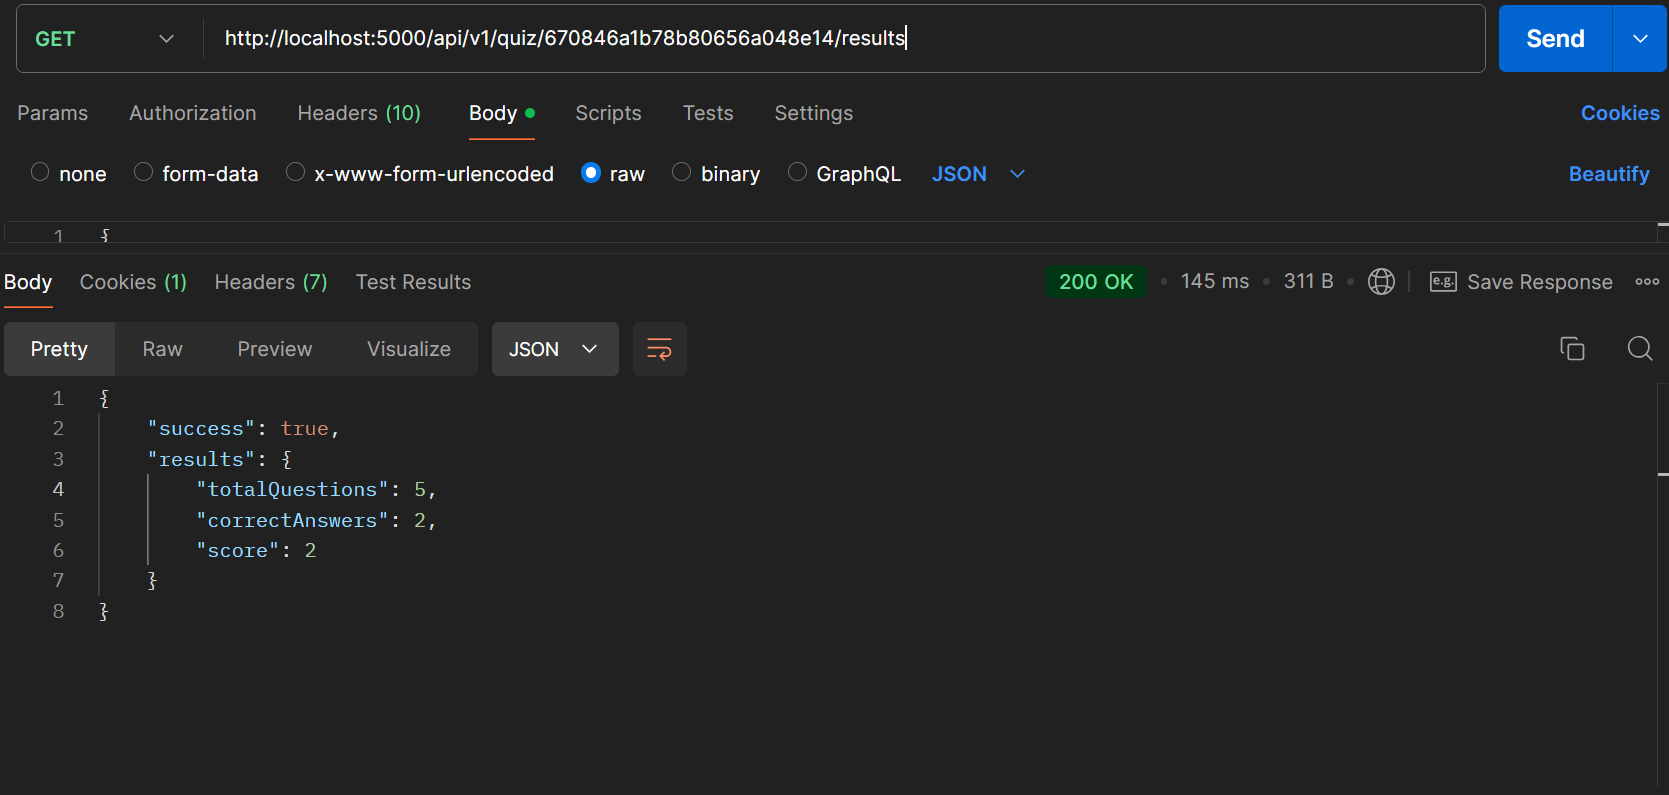 GET http://localhost:5000/api/v1/quiz/670846a1b78b80656a048e14/results Send
Params Authorization Headers (10) Body Scripts Tests Settings Cookies
none form-data x-www-form-urlencoded raw binary GraphQL JSON Beautify
1 {
Body Cookies (1) Headers (7) Test Results 200 OK 145 ms 311 B e.g. Save Response
Pretty Raw Preview Visualize JSON
1 {
2 "success": true,
3 "results": {
4 "totalQuestions": 5,
5 "correctAnswers": 2,
6 "score": 2
7 }
8 }